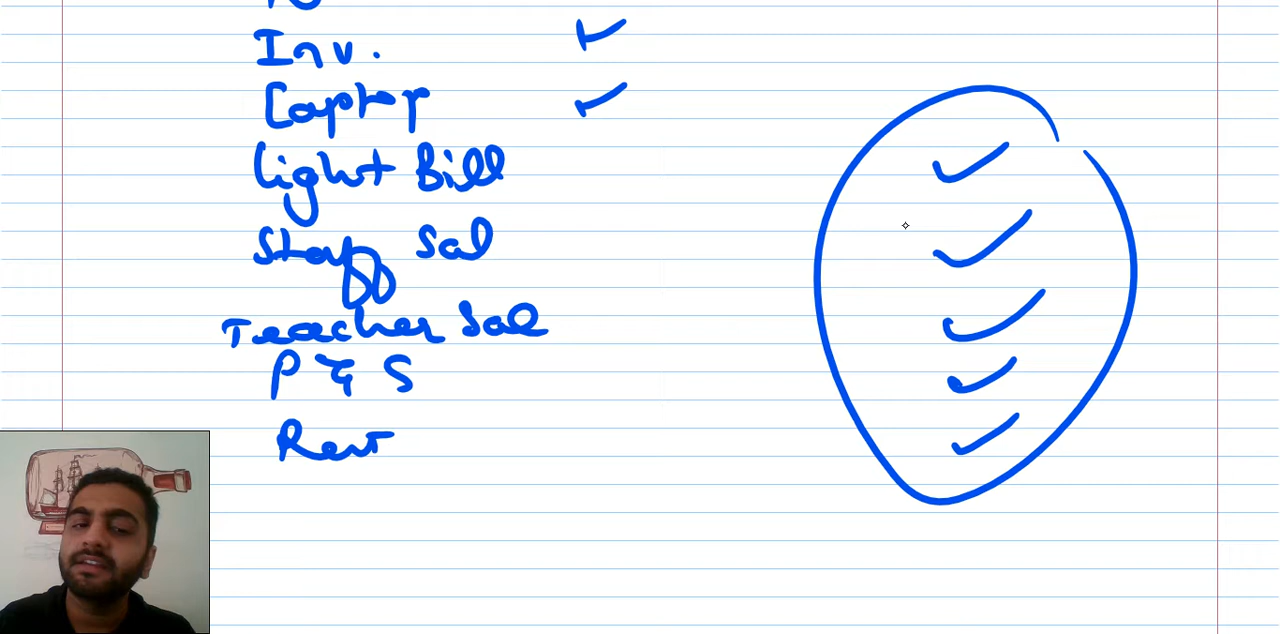 Inv.
Laptop
Light Bill
Staff Sal
Teacher Sal
P & S
Rent